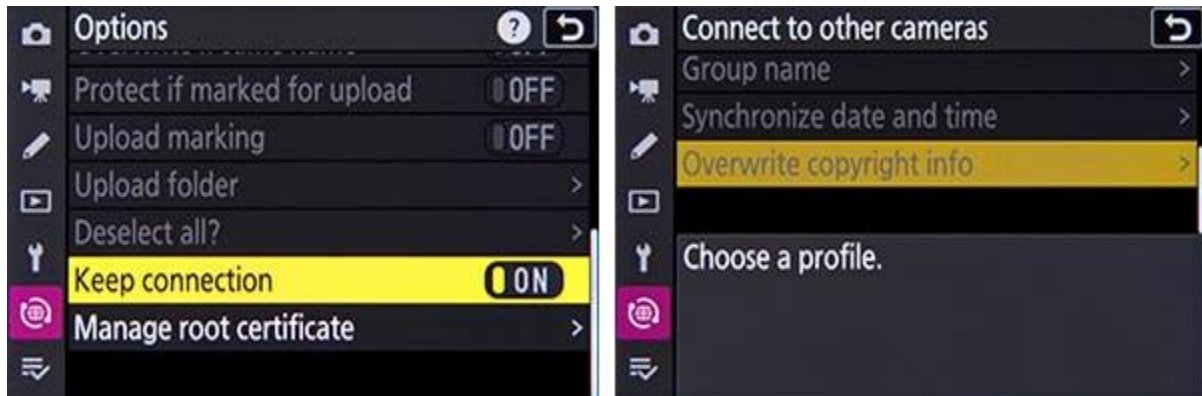 Options ?
Protect if marked for upload OFF
Upload marking OFF
Upload folder >
Deselect all? >
Keep connection ON
Manage root certificate >
Connect to other cameras
Group name >
Synchronize date and time >
Overwrite copyright info >
Choose a profile.